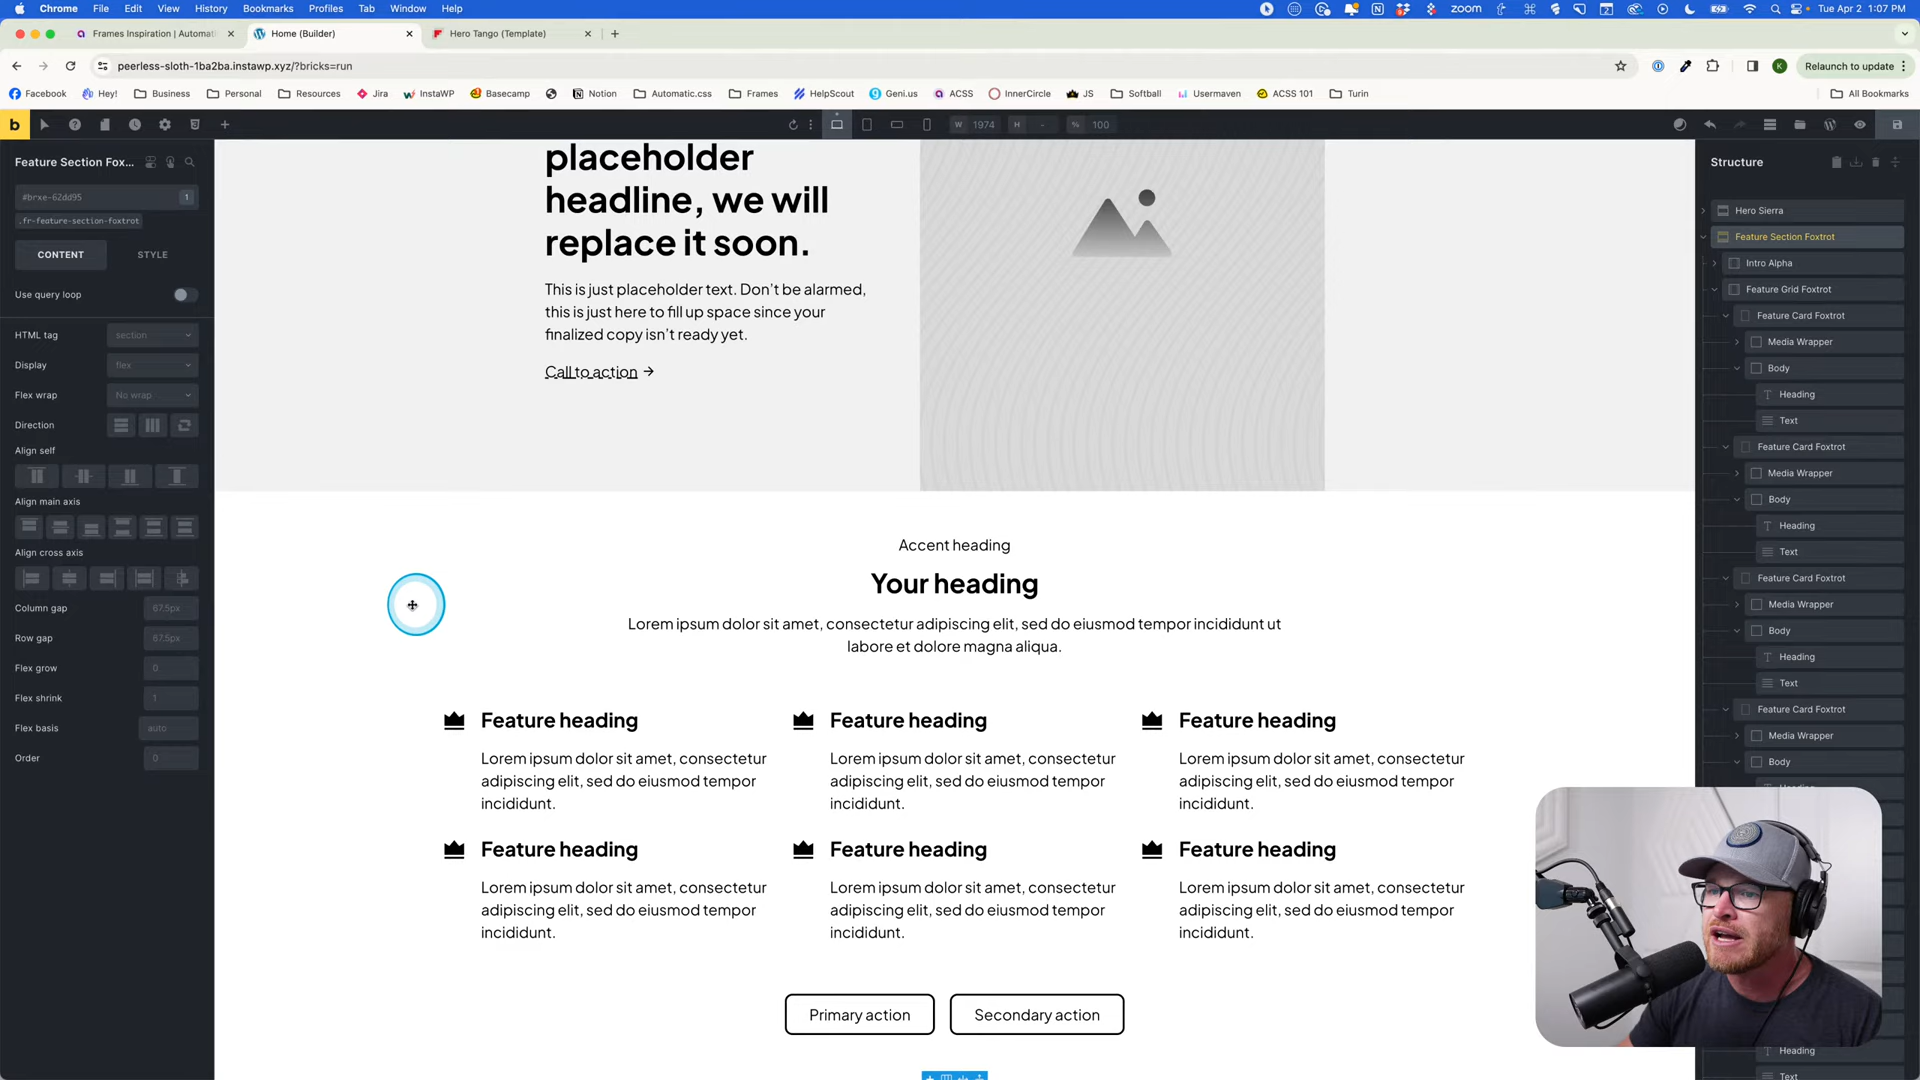 Chrome File Edit View History Bookmarks Profiles Tab Window Help
zoom Tue Apr 2 1:07 PM
Frames Inspiration | Automat
Home (Builder)
Hero Tango (Template)
peerless-sloth-1ba2ba.instawp.xyz/?bricks=run
Relaunch to update
Facebook Hey! Business Personal Resources Jira InstaWP Basecamp Notion Automatic.css Frames HelpScout Geni.us ACSS InnerCircle JS Softball Usermaven ACSS 101 Turin All Bookmarks
b W 1974 H - % 100
Feature Section Fox...
#brxe-62dd95 1
.fr-feature-section-foxtrot
CONTENT STYLE
Use query loop
HTML tag section
Display flex
Flex wrap No wrap
Direction
Align self
Align main axis
Align cross axis
Column gap 67.5px
Row gap 67.5px
Flex grow 0
Flex shrink 1
Flex basis auto
Order 0
placeholder
headline, we will
replace it soon.
This is just placeholder text. Don't be alarmed,
this is just here to fill up space since your
finalized copy isn't ready yet.
Call to action →
Accent heading
Your heading
Lorem ipsum dolor sit amet, consectetur adipiscing elit, sed do eiusmod tempor incididunt ut
labore et dolore magna aliqua.
Feature heading
Lorem ipsum dolor sit amet, consectetur
adipiscing elit, sed do eiusmod tempor
incididunt.
Feature heading
Lorem ipsum dolor sit amet, consectetur
adipiscing elit, sed do eiusmod tempor
incididunt.
Feature heading
Lorem ipsum dolor sit amet, consectetur
adipiscing elit, sed do eiusmod tempor
incididunt.
Feature heading
Lorem ipsum dolor sit amet, consectetur
adipiscing elit, sed do eiusmod tempor
incididunt.
Feature heading
Lorem ipsum dolor sit amet, consectetur
adipiscing elit, sed do eiusmod tempor
incididunt.
Feature heading
Lorem ipsum dolor sit amet, consectetur
adipiscing elit, sed do eiusmod tempor
incididunt.
Primary action
Secondary action
Structure
Hero Sierra
Feature Section Foxtrot
Intro Alpha
Feature Grid Foxtrot
Feature Card Foxtrot
Media Wrapper
Body
Heading
Text
Feature Card Foxtrot
Media Wrapper
Body
Heading
Text
Feature Card Foxtrot
Media Wrapper
Body
Heading
Text
Feature Card Foxtrot
Media Wrapper
Body
Heading
Text